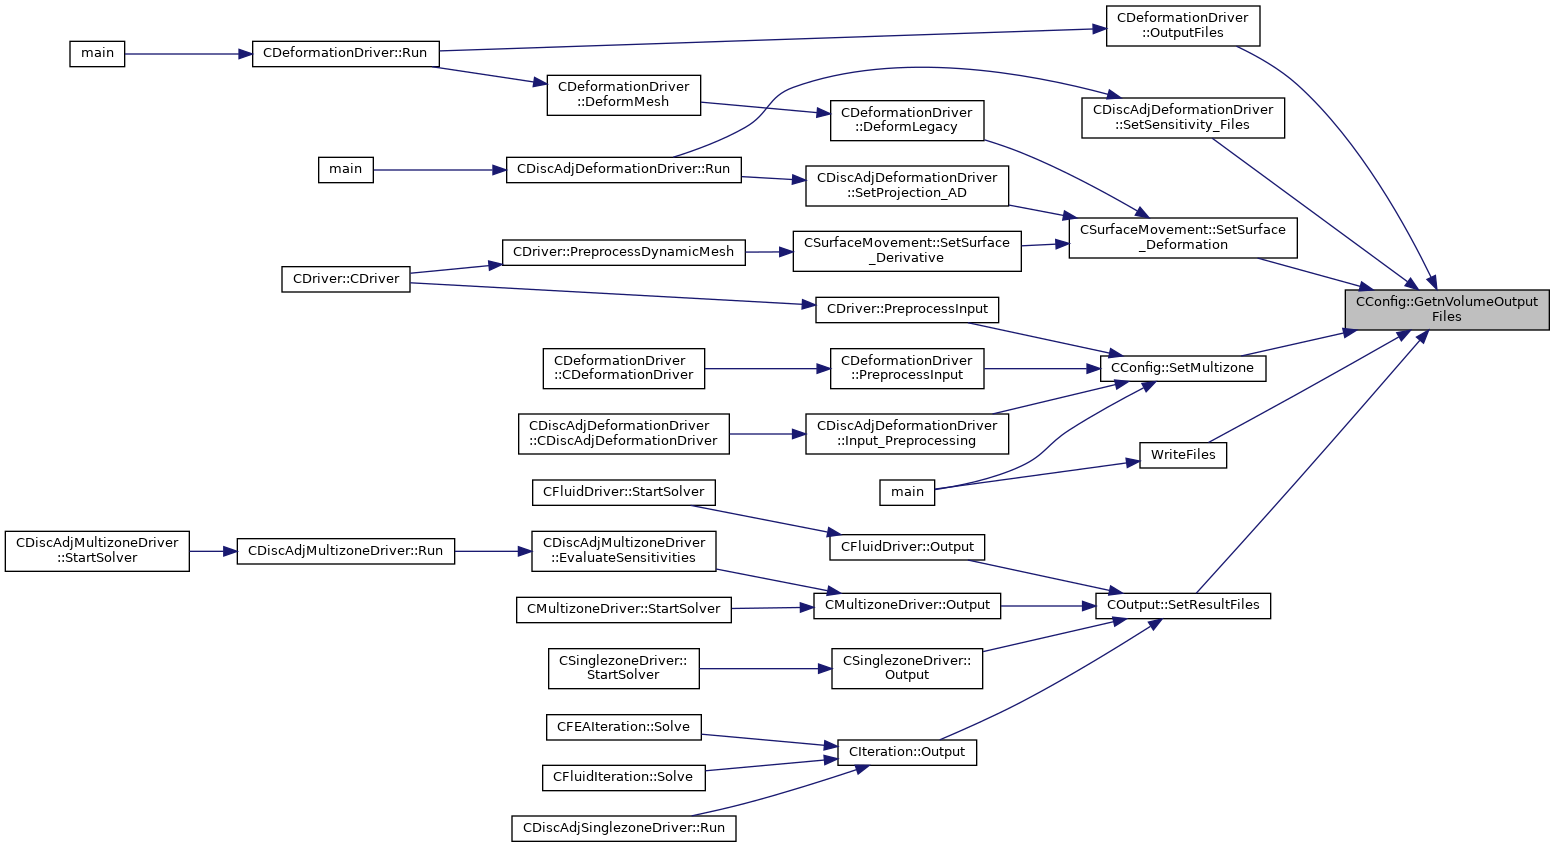 CDeformationDriver
::OutputFiles
main
CDeformationDriver::Run
CDeformationDriver
::DeformMesh
CDeformationDriver
::DeformLegacy
CDiscAdjDeformationDriver
::SetSensitivity_Files
main
CDiscAdjDeformationDriver::Run
CDiscAdjDeformationDriver
::SetProjection_AD
CSurfaceMovement::SetSurface
_Deformation
CDriver::PreprocessDynamicMesh
CSurfaceMovement::SetSurface
_Derivative
CDriver::CDriver
CDriver::PreprocessInput
CConfig::GetnVolumeOutput
Files
CDeformationDriver
::CDeformationDriver
CDeformationDriver
::PreprocessInput
CConfig::SetMultizone
CDiscAdjDeformationDriver
::CDiscAdjDeformationDriver
CDiscAdjDeformationDriver
::Input_Preprocessing
WriteFiles
main
CFluidDriver::StartSolver
CDiscAdjMultizoneDriver
::StartSolver
CDiscAdjMultizoneDriver::Run
CDiscAdjMultizoneDriver
::EvaluateSensitivities
CFluidDriver::Output
CMultizoneDriver::StartSolver
CMultizoneDriver::Output
COutput::SetResultFiles
CSinglezoneDriver::
StartSolver
CSinglezoneDriver::
Output
CFEAIteration::Solve
CIteration::Output
CFluidIteration::Solve
CDiscAdjSinglezoneDriver::Run